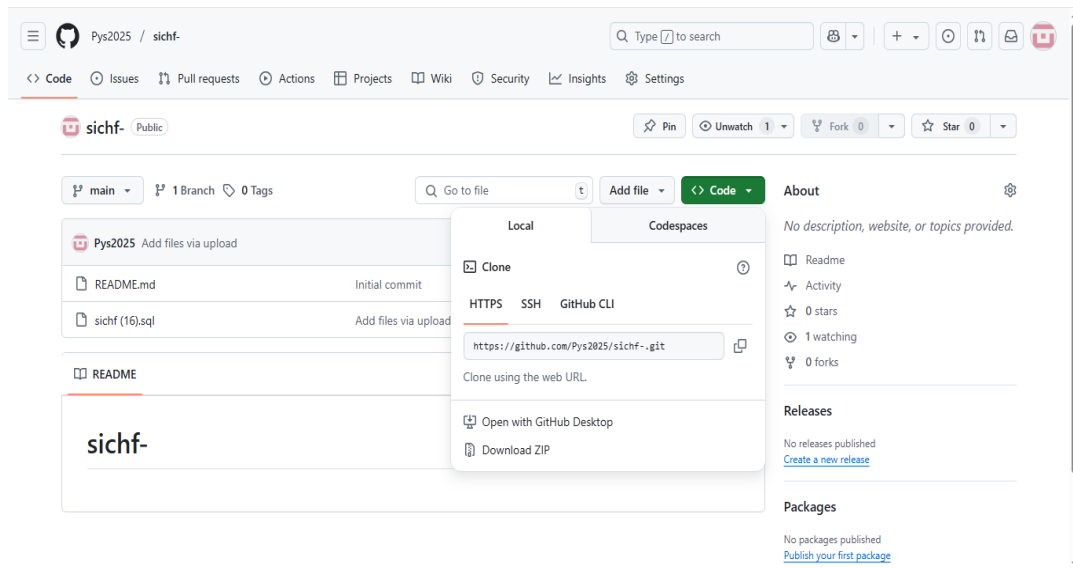 Pys2025 / sichf-
Type / to search
Code Issues Pull requests Actions Projects Wiki Security Insights Settings
sichf- Public
Pin Unwatch 1 Fork 0 Star 0
main 1 Branch 0 Tags
Go to file t Add file Code
Pys2025 Add files via upload
README.md Initial commit
sichf (16).sql Add files via upload
README
sichf-
Local Codespaces
Clone
HTTPS SSH GitHub CLI
https://github.com/Pys2025/sichf-.git
Clone using the web URL.
Open with GitHub Desktop
Download ZIP
About
No description, website, or topics provided.
Readme
Activity
0 stars
1 watching
0 forks
Releases
No releases published
Create a new release
Packages
No packages published
Publish your first package